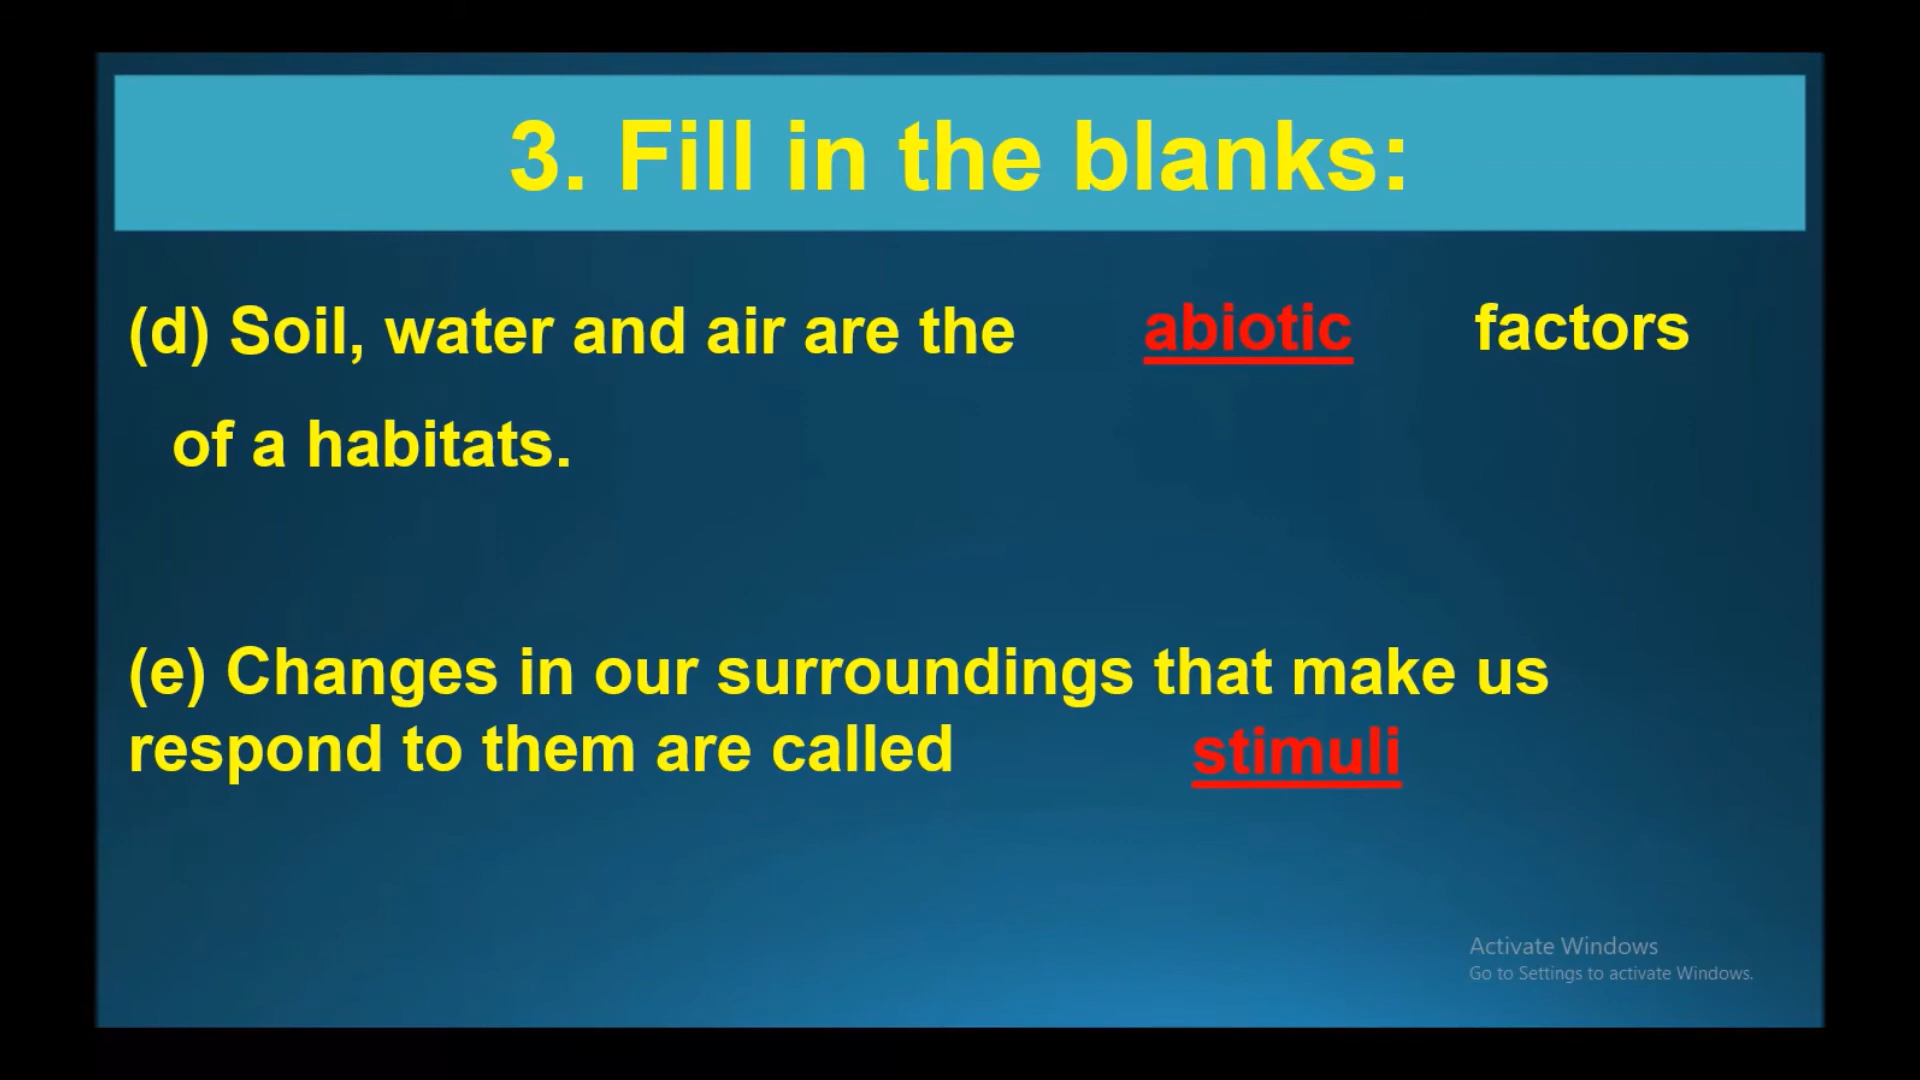 3. Fill in the blanks:
(d) Soil, water and air are the abiotic factors
of a habitats.
(e) Changes in our surroundings that make us
respond to them are called stimuli
Activate Windows
Go to Settings to activate Windows.